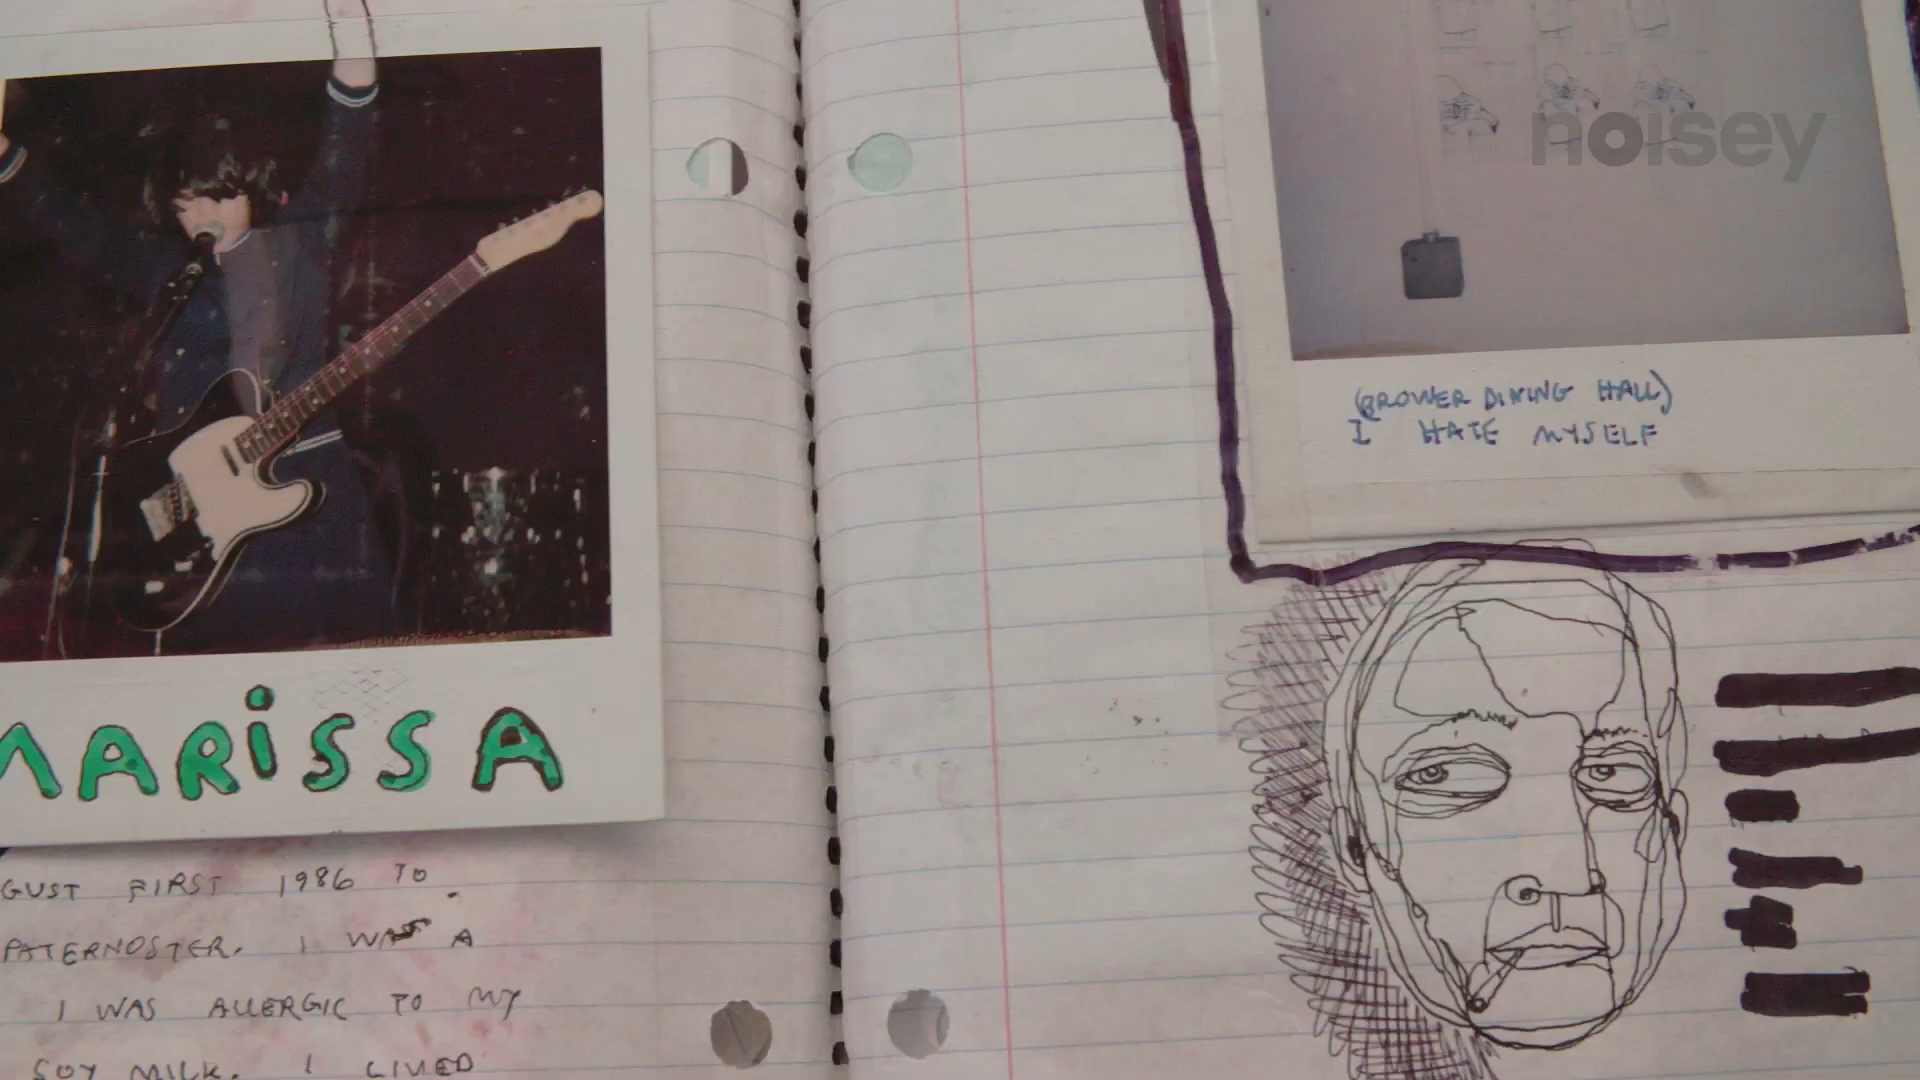 MARiSSA
GUST FIRST 1986 TO
PATERNOSTER. I WAS A
I WAS ALLERGIC TO MY
SOY MILK. I LIVED
noisey
(BROWER DINING HALL)
I HATE MYSELF